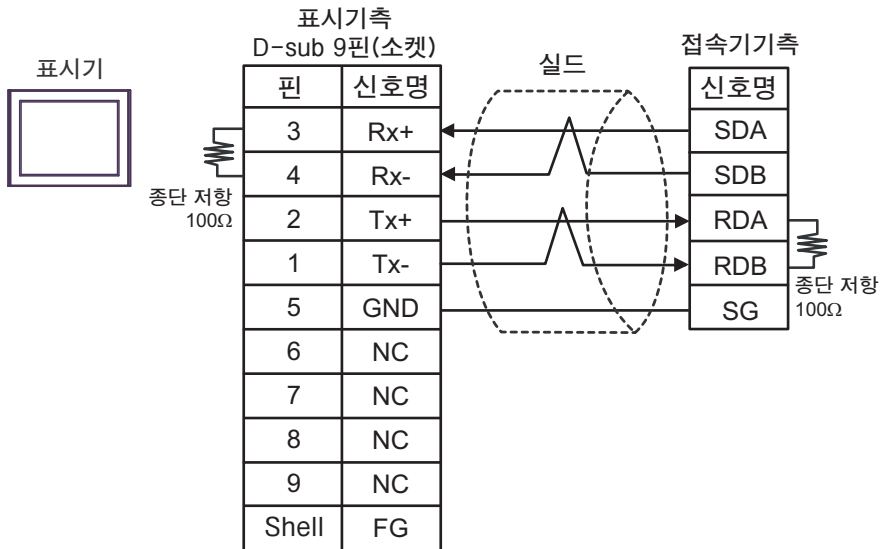 표시기
표시기측
D-sub 9핀(소켓)
핀 신호명
3 Rx+
4 Rx-
2 Tx+
1 Tx-
5 GND
6 NC
7 NC
8 NC
9 NC
Shell FG
종단 저항
100Ω
실드
접속기기측
신호명
SDA
SDB
RDA
RDB
SG
종단 저항
100Ω